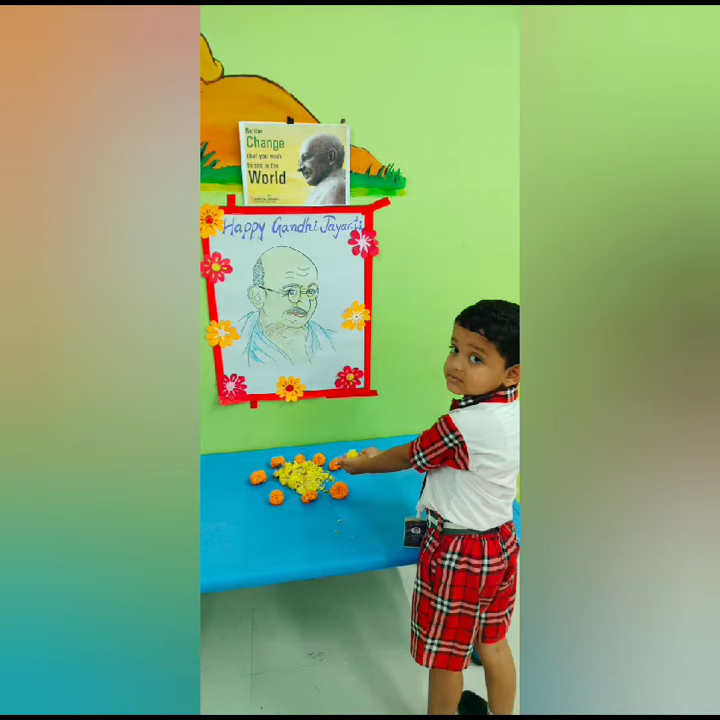 Be the
Change
that you wish
to see in the
World
Happy Gandhi Jayanti